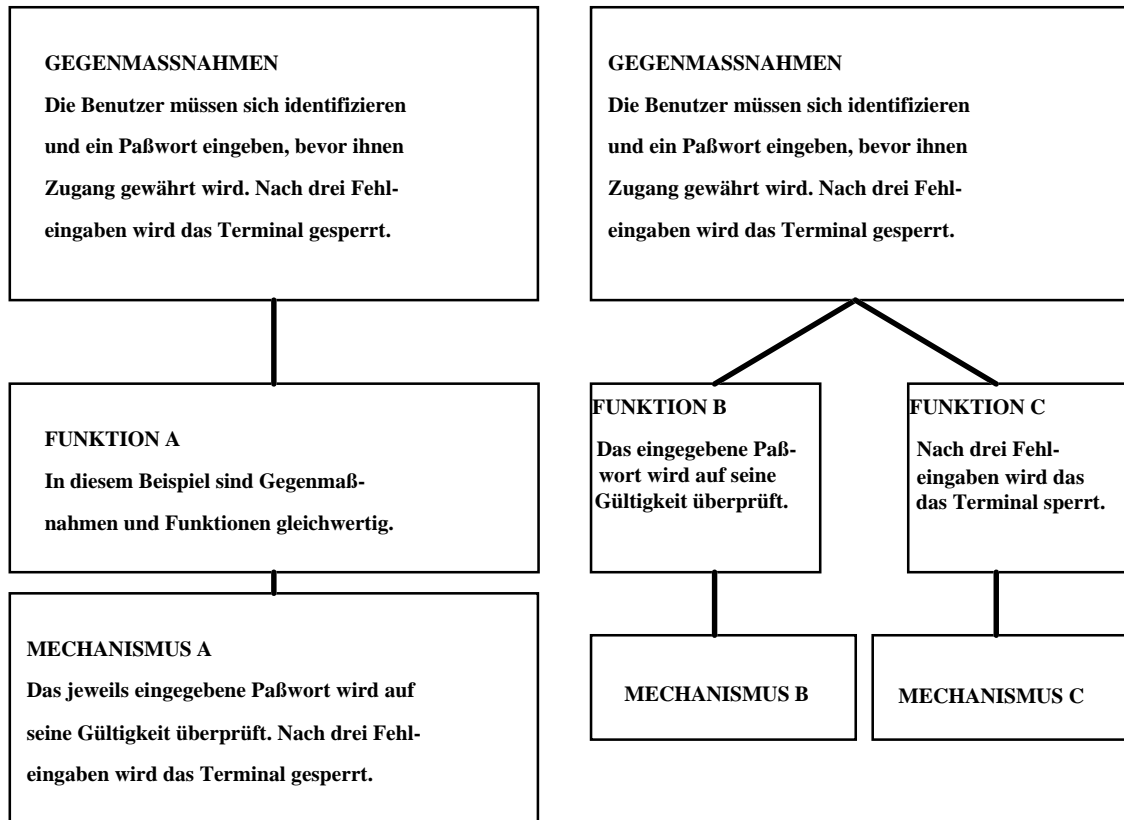 GEGENMASSNAHMEN
Die Benutzer müssen sich identifizieren
und ein Paßwort eingeben, bevor ihnen
Zugang gewährt wird. Nach drei Fehl-
eingaben wird das Terminal gesperrt.
FUNKTION A
In diesem Beispiel sind Gegenmaß-
nahmen und Funktionen gleichwertig.
MECHANISMUS A
Das jeweils eingegebene Paßwort wird auf
seine Gültigkeit überprüft. Nach drei Fehl-
eingaben wird das Terminal gesperrt.
GEGENMASSNAHMEN
Die Benutzer müssen sich identifizieren
und ein Paßwort eingeben, bevor ihnen
Zugang gewährt wird. Nach drei Fehl-
eingaben wird das Terminal gesperrt.
FUNKTION B
Das eingegebene Paß-
wort wird auf seine
Gültigkeit überprüft.
FUNKTION C
Nach drei Fehl-
eingaben wird das
das Terminal sperrt.
MECHANISMUS B
MECHANISMUS C